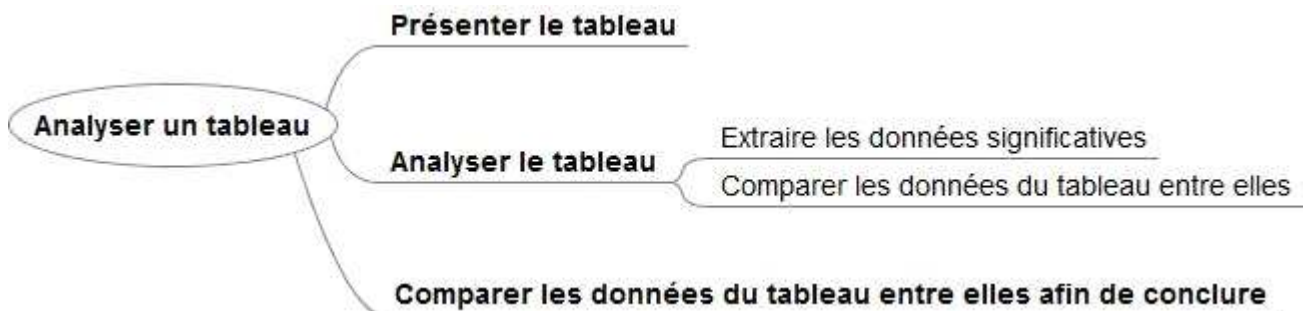 Présenter le tableau
Analyser un tableau
Analyser le tableau
Extraire les données significatives
Comparer les données du tableau entre elles
Comparer les données du tableau entre elles afin de conclure